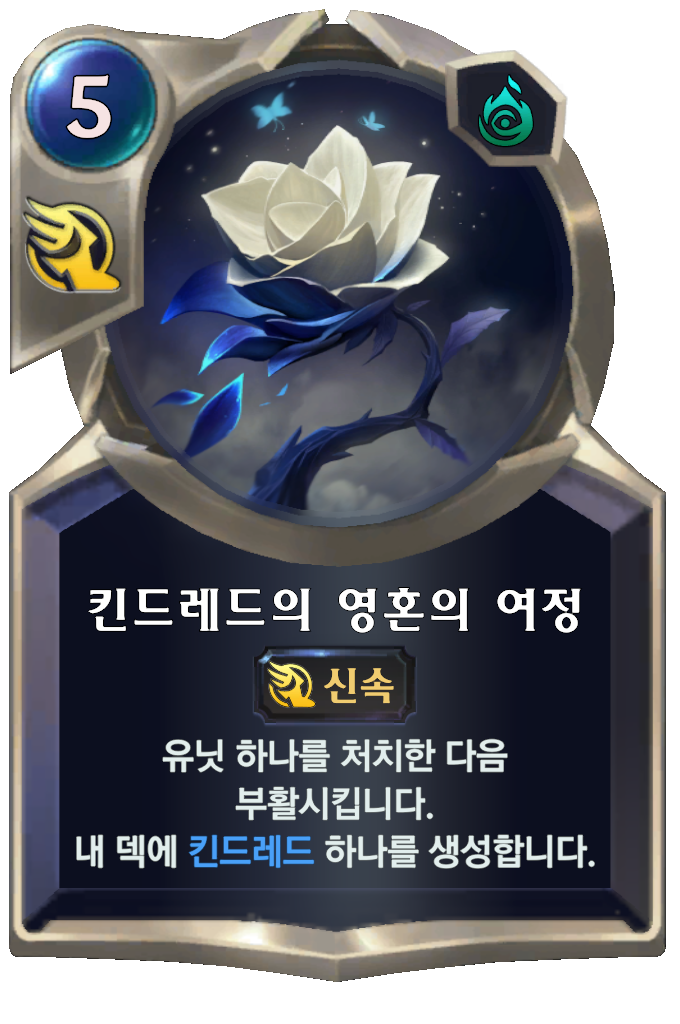 5
킨드레드의 영혼의 여정
신속
유닛 하나를 처치한 다음
부활시킵니다.
내 덱에 킨드레드 하나를 생성합니다.